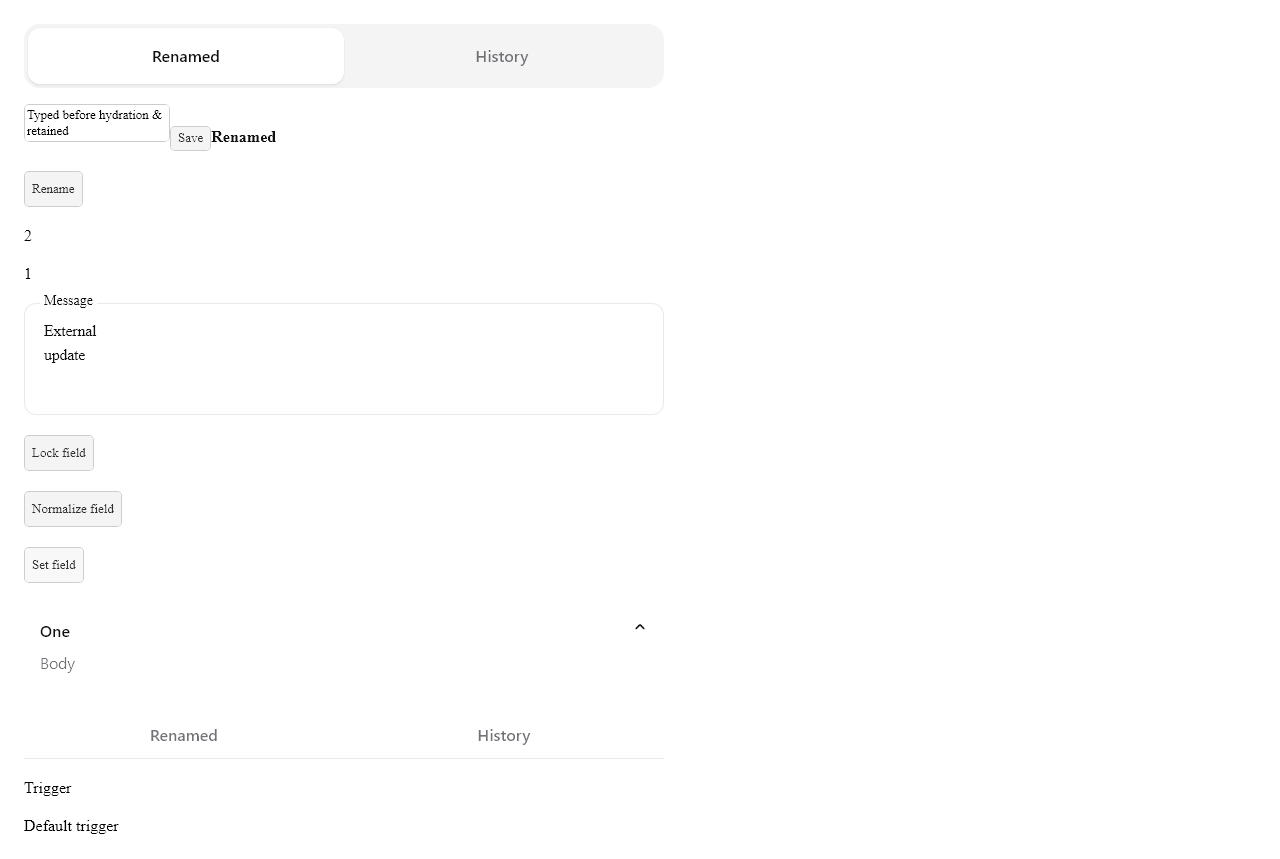 Renamed History
Typed before hydration &
retained
Save Renamed
Rename
2
1
Message
External
update
Lock field
Normalize field
Set field
One
Body
Renamed History
Trigger
Default trigger